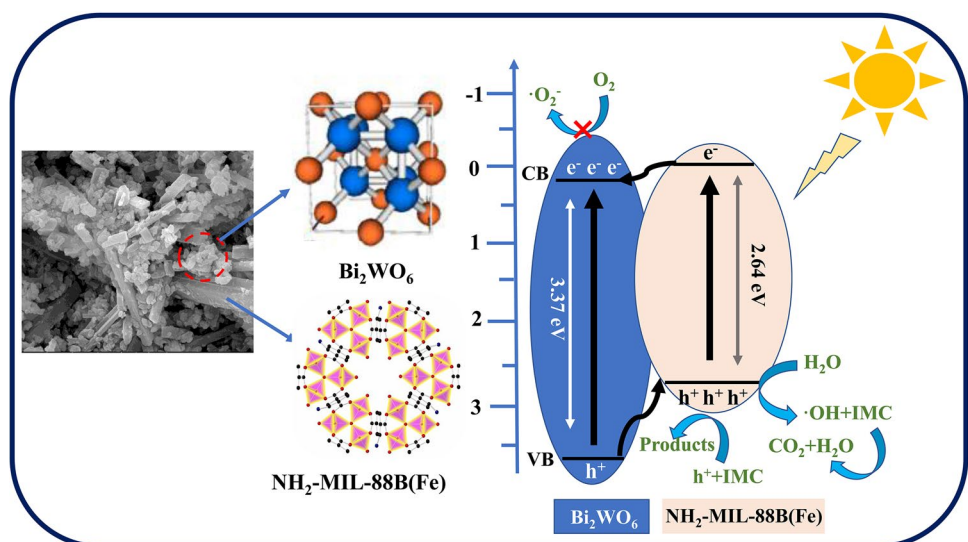 -1
0
1
2
3
·O₂⁻
O₂
CB
e⁻ e⁻ e⁻
e⁻
3.37 eV
2.64 eV
VB
h⁺
h⁺ h⁺ h⁺
H₂O
·OH+IMC
CO₂+H₂O
Products
h⁺+IMC
Bi₂WO₆
NH₂-MIL-88B(Fe)
Bi₂WO₆
NH₂-MIL-88B(Fe)